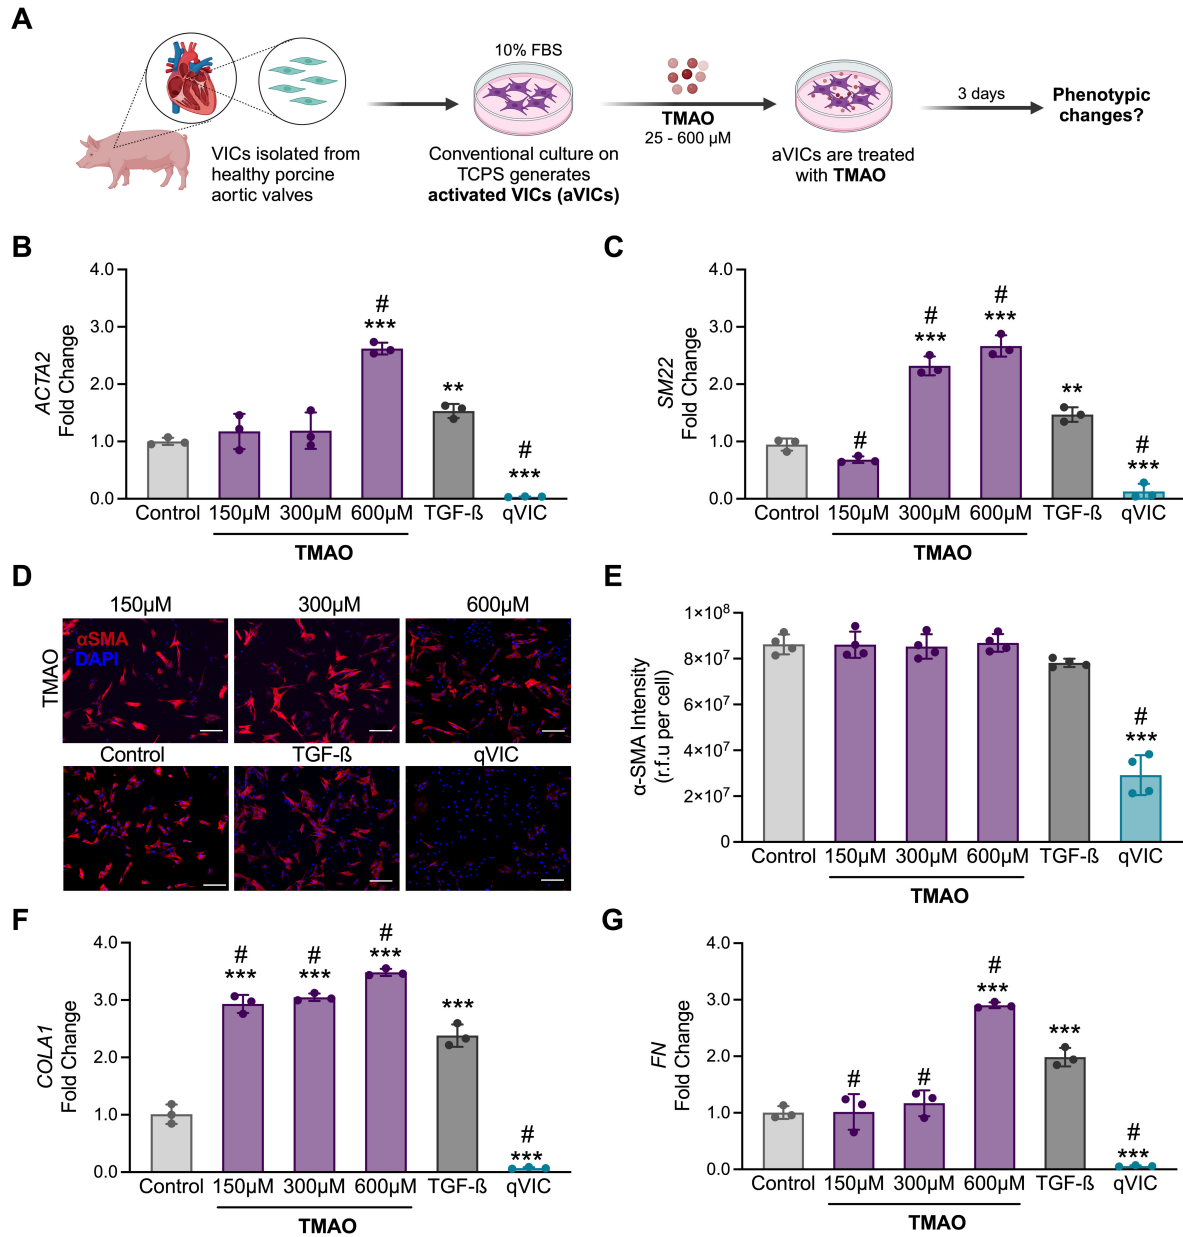 A
VICs isolated from
healthy porcine
aortic valves
10% FBS
Conventional culture on
TCPS generates
activated VICs (aVICs)
TMAO
25 - 600 µM
aVICs are treated
with TMAO
3 days
Phenotypic
changes?
B
ACTA2
Fold Change
4.0
3.0
2.0
1.0
0.0
#
***
**
#
***
Control
150µM
300µM
600µM
TGF-ß
qVIC
TMAO
C
SM22
Fold Change
4.0
3.0
2.0
1.0
0.0
#
#
***
#
***
**
#
***
Control
150µM
300µM
600µM
TGF-ß
qVIC
TMAO
D
150µM
300µM
600µM
TMAO
αSMA
DAPI
Control
TGF-ß
qVIC
E
α-SMA Intensity
(r.f.u per cell)
1×10⁸
8×10⁷
6×10⁷
4×10⁷
2×10⁷
0
#
***
Control
150µM
300µM
600µM
TGF-ß
qVIC
TMAO
F
COLA1
Fold Change
4.0
3.0
2.0
1.0
0.0
#
***
#
***
#
***
***
#
***
Control
150µM
300µM
600µM
TGF-ß
qVIC
TMAO
G
FN
Fold Change
4.0
3.0
2.0
1.0
0.0
#
#
#
***
***
#
***
Control
150µM
300µM
600µM
TGF-ß
qVIC
TMAO